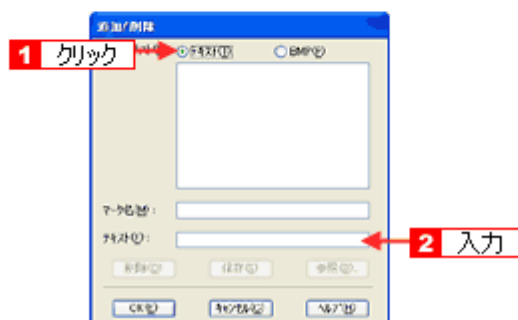 追加/削除
1 クリック
テキスト(T) BMP(P)
マーク名(M):
テキスト(X):
削除(D) 保存(S) 参照(R)...
OK(O) キャンセル(C) ヘルプ(H)
2 入力